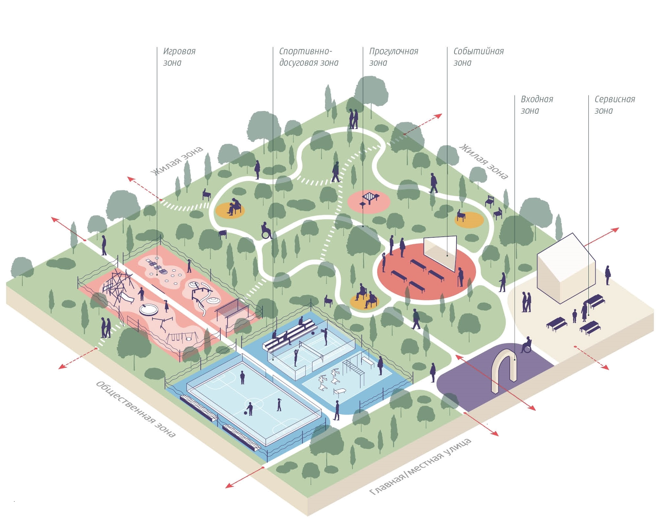 Игровая
зона
Спортивнно-
досуговая зона
Прогулочная
зона
Событийная
зона
Входная
зона
Сервисная
зона
Жилая зона
Жилая зона
Общественная зона
Главная/местная улица